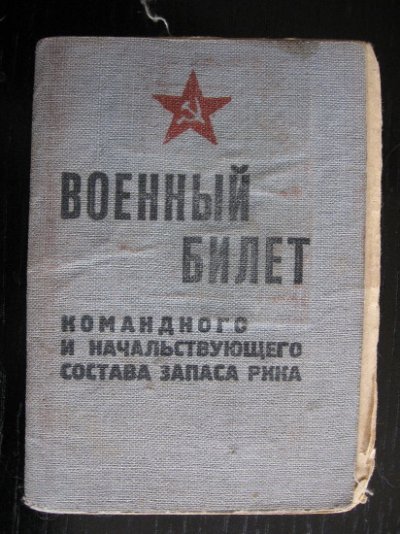 ВОЕННЫЙ
БИЛЕТ
КОМАНДНОГО
И НАЧАЛЬСТВУЮЩЕГО
СОСТАВА ЗАПАСА РККА